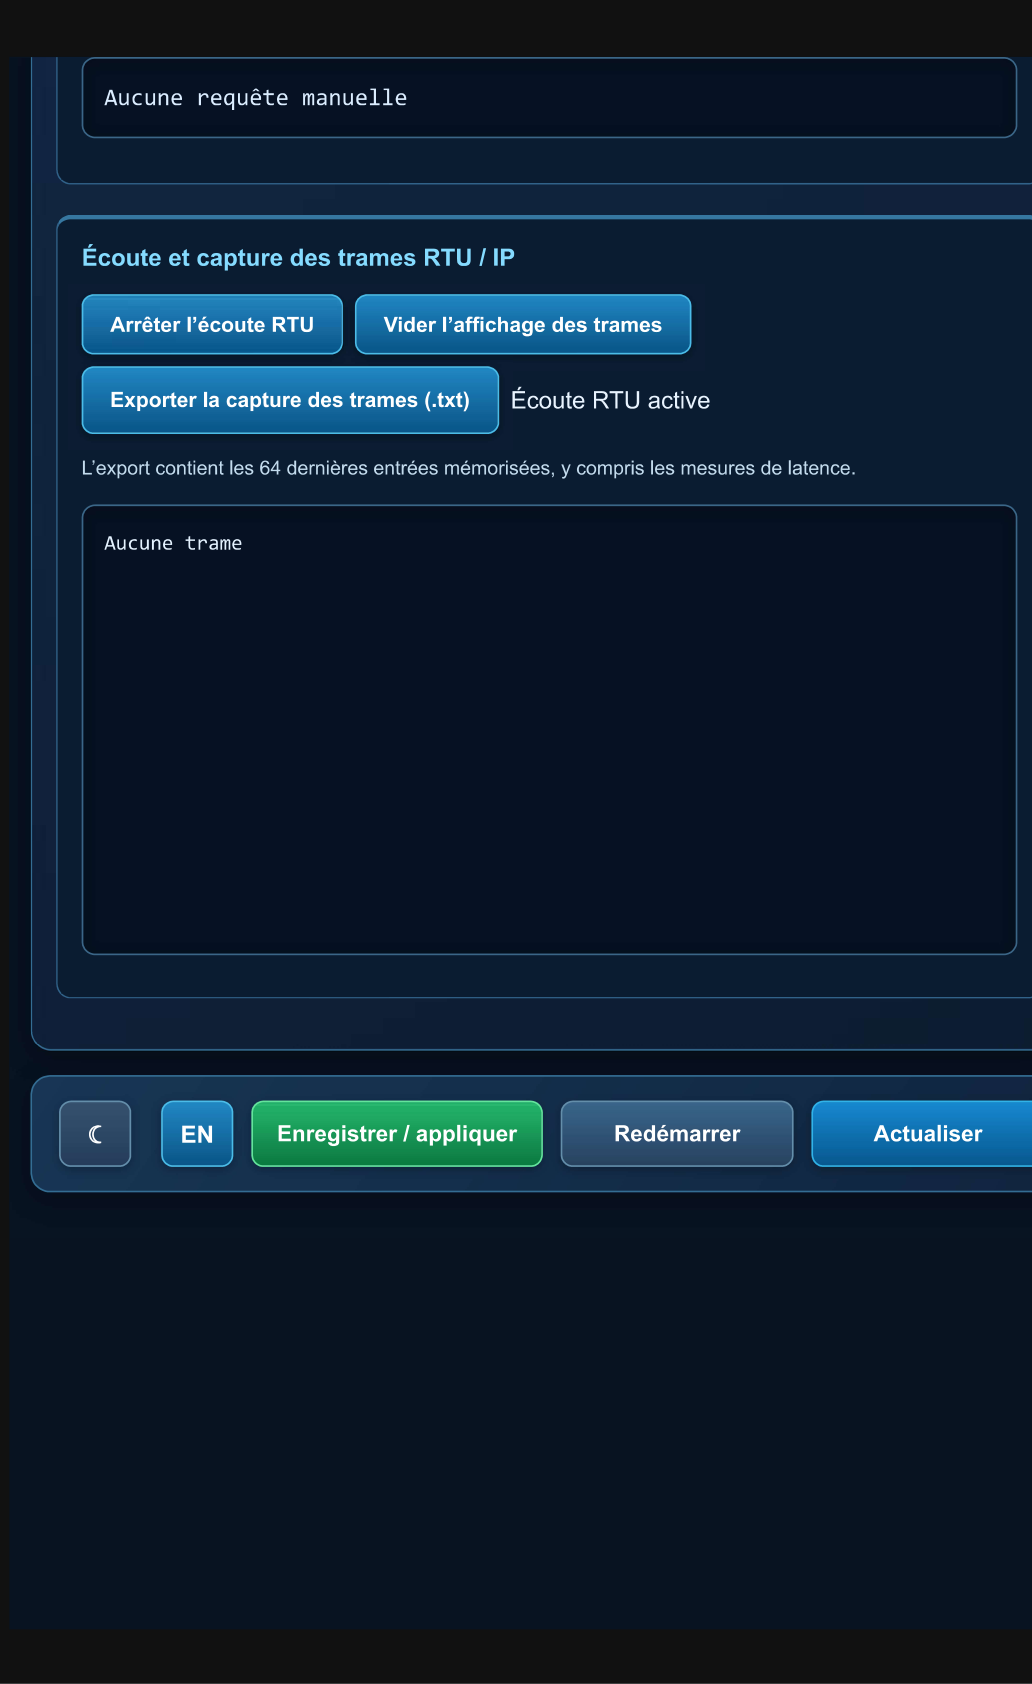 Aucune requête manuelle
Écoute et capture des trames RTU / IP
Arrêter l’écoute RTU
Vider l’affichage des trames
Exporter la capture des trames (.txt)
Écoute RTU active
L’export contient les 64 dernières entrées mémorisées, y compris les mesures de latence.
Aucune trame
EN
Enregistrer / appliquer
Redémarrer
Actualiser